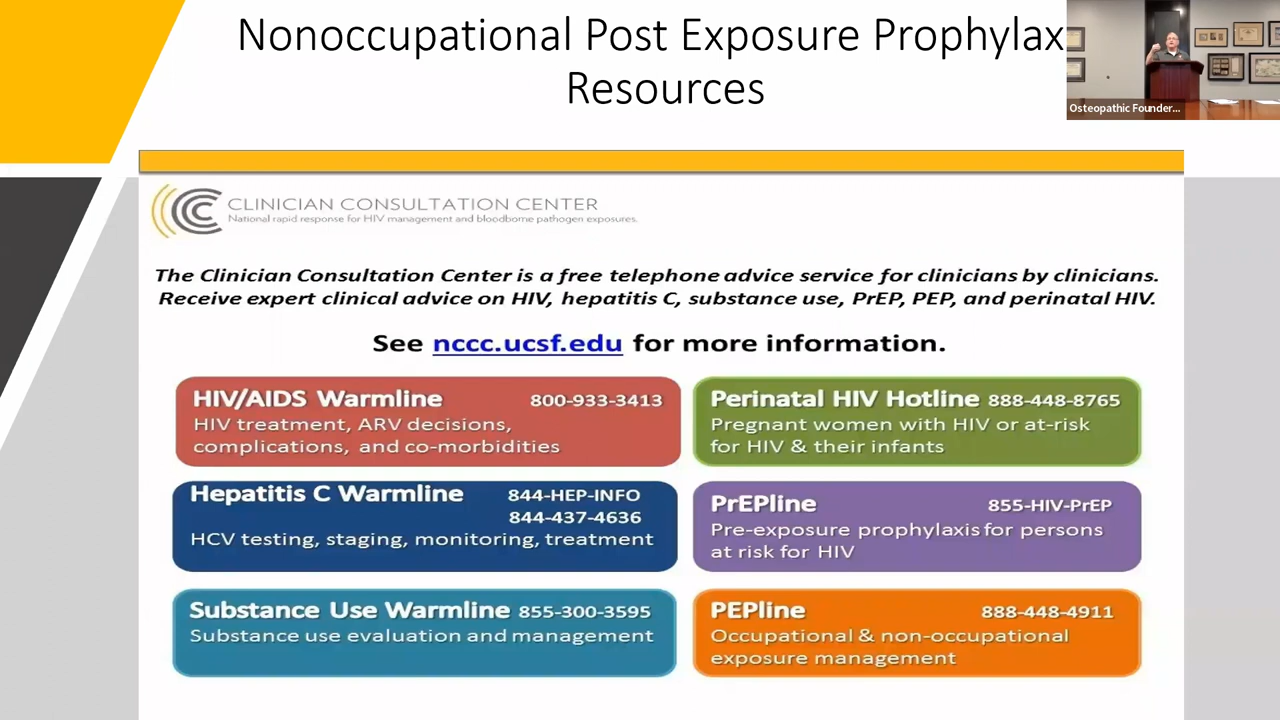 Nonoccupational Post Exposure Prophylax
Resources
Osteopathic Founder...
CLINICIAN CONSULTATION CENTER
National rapid response for HIV management and bloodborne pathogen exposures.
The Clinician Consultation Center is a free telephone advice service for clinicians by clinicians.
Receive expert clinical advice on HIV, hepatitis C, substance use, PrEP, PEP, and perinatal HIV.
See nccc.ucsf.edu for more information.
HIV/AIDS Warmline 800-933-3413
HIV treatment, ARV decisions,
complications, and co-morbidities
Perinatal HIV Hotline 888-448-8765
Pregnant women with HIV or at-risk
for HIV & their infants
Hepatitis C Warmline 844-HEP-INFO
844-437-4636
HCV testing, staging, monitoring, treatment
PrEPline 855-HIV-PrEP
Pre-exposure prophylaxis for persons
at risk for HIV
Substance Use Warmline 855-300-3595
Substance use evaluation and management
PEPline 888-448-4911
Occupational & non-occupational
exposure management